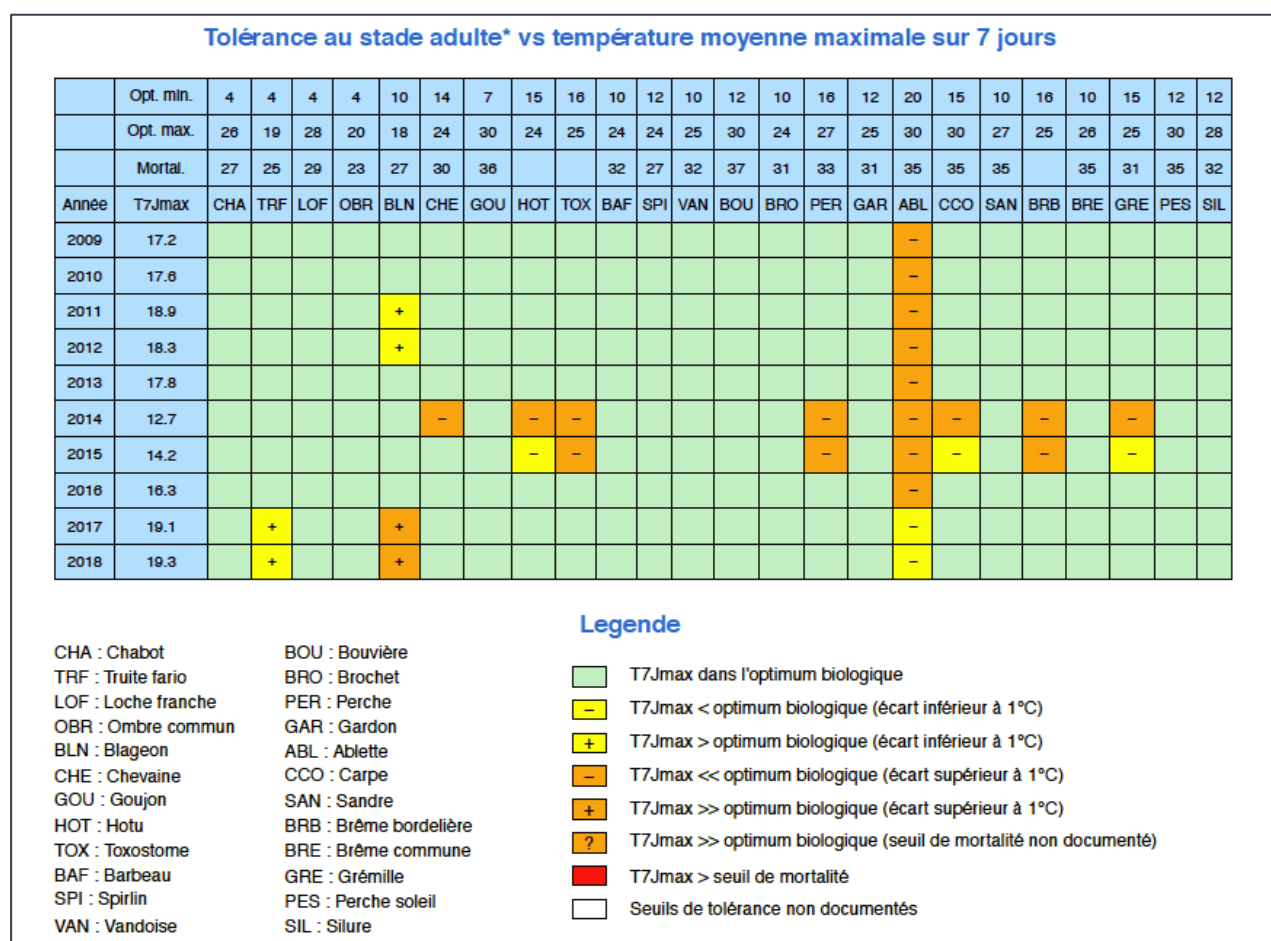 Tolérance au stade adulte* vs température moyenne maximale sur 7 jours
Opt. min. 4 4 4 4 10 14 7 15 16 10 12 10 12 10 16 12 20 15 10 16 10 15 12 12
Opt. max. 26 19 28 20 18 24 30 24 25 24 24 25 30 24 27 25 30 30 27 25 26 25 30 28
Mortal. 27 25 29 23 27 30 36 32 27 32 37 31 33 31 35 35 35 35 31 35 32
Année T7Jmax CHA TRF LOF OBR BLN CHE GOU HOT TOX BAF SPI VAN BOU BRO PER GAR ABL CCO SAN BRB BRE GRE PES SIL
2009 17.2 −
2010 17.6 −
2011 18.9 + −
2012 18.3 + −
2013 17.8 −
2014 12.7 − − − − − − − −
2015 14.2 − − − − − − −
2016 16.3 −
2017 19.1 + + −
2018 19.3 + + −
CHA : Chabot
TRF : Truite fario
LOF : Loche franche
OBR : Ombre commun
BLN : Blageon
CHE : Chevaine
GOU : Goujon
HOT : Hotu
TOX : Toxostome
BAF : Barbeau
SPI : Spirlin
VAN : Vandoise
BOU : Bouvière
BRO : Brochet
PER : Perche
GAR : Gardon
ABL : Ablette
CCO : Carpe
SAN : Sandre
BRB : Brême bordelière
BRE : Brême commune
GRE : Grémille
PES : Perche soleil
SIL : Silure
Legende
T7Jmax dans l'optimum biologique
− T7Jmax < optimum biologique (écart inférieur à 1°C)
+ T7Jmax > optimum biologique (écart inférieur à 1°C)
− T7Jmax << optimum biologique (écart supérieur à 1°C)
+ T7Jmax >> optimum biologique (écart supérieur à 1°C)
? T7Jmax >> optimum biologique (seuil de mortalité non documenté)
T7Jmax > seuil de mortalité
Seuils de tolérance non documentés